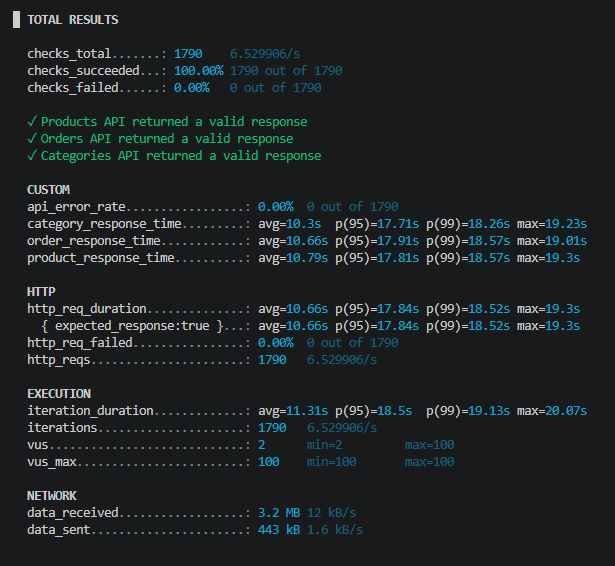 TOTAL RESULTS
checks_total.......: 1790 6.529906/s
checks_succeeded...: 100.00% 1790 out of 1790
checks_failed......: 0.00% 0 out of 1790
✓ Products API returned a valid response
✓ Orders API returned a valid response
✓ Categories API returned a valid response
CUSTOM
api_error_rate.................: 0.00% 0 out of 1790
category_response_time.........: avg=10.3s p(95)=17.71s p(99)=18.26s max=19.23s
order_response_time............: avg=10.66s p(95)=17.91s p(99)=18.57s max=19.01s
product_response_time..........: avg=10.79s p(95)=17.81s p(99)=18.57s max=19.3s
HTTP
http_req_duration..............: avg=10.66s p(95)=17.84s p(99)=18.52s max=19.3s
{ expected_response:true }...: avg=10.66s p(95)=17.84s p(99)=18.52s max=19.3s
http_req_failed................: 0.00% 0 out of 1790
http_reqs......................: 1790 6.529906/s
EXECUTION
iteration_duration.............: avg=11.31s p(95)=18.5s p(99)=19.13s max=20.07s
iterations.....................: 1790 6.529906/s
vus............................: 2 min=2 max=100
vus_max........................: 100 min=100 max=100
NETWORK
data_received..................: 3.2 MB 12 kB/s
data_sent......................: 443 kB 1.6 kB/s